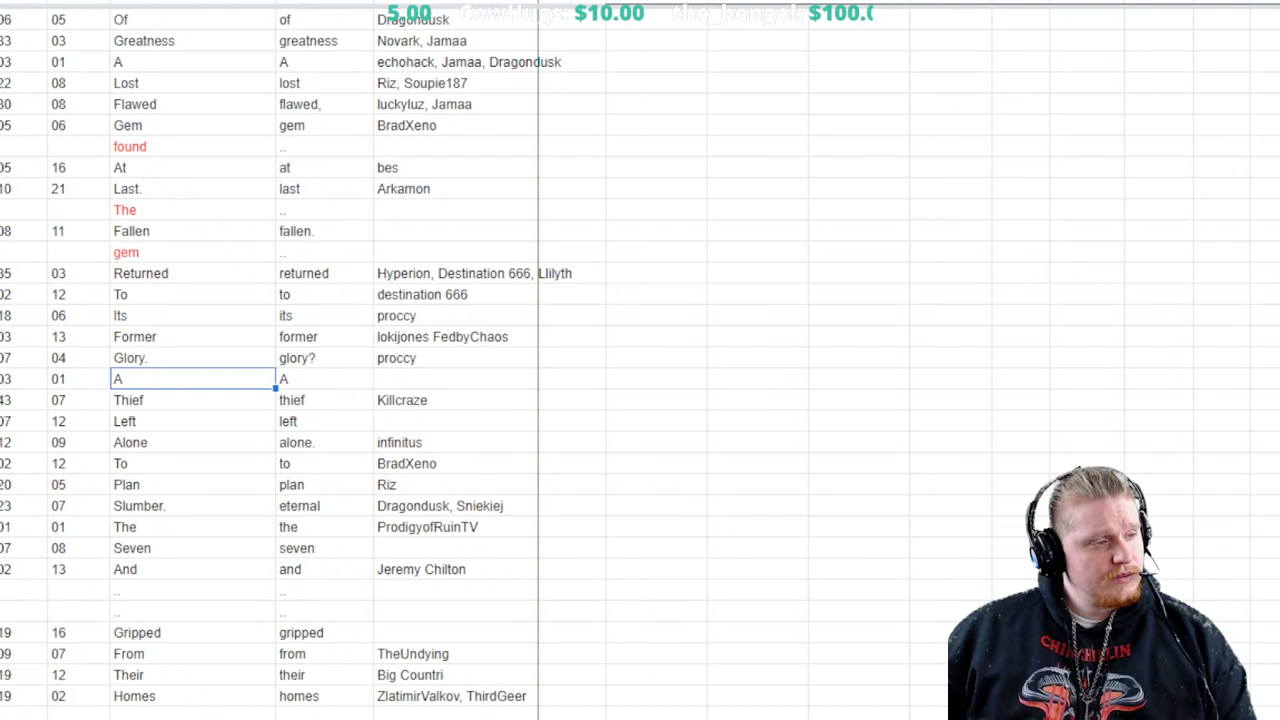 5.00 CowHugs: $10.00 the_bengal: $100.0
06 05 Of of Dragondusk
33 03 Greatness greatness Novark, Jamaa
03 01 A A echohack, Jamaa, Dragondusk
22 08 Lost lost Riz, Soupie187
30 08 Flawed flawed, luckyluz, Jamaa
05 06 Gem gem BradXeno
found ..
05 16 At at bes
10 21 Last. last Arkamon
The ..
08 11 Fallen fallen.
gem ..
35 03 Returned returned Hyperion, Destination 666, Llilyth
02 12 To to destination 666
18 06 Its its proccy
03 13 Former former lokijones FedbyChaos
07 04 Glory. glory? proccy
03 01 A A
43 07 Thief thief Killcraze
07 12 Left left
12 09 Alone alone. infinitus
02 12 To to BradXeno
20 05 Plan plan Riz
23 07 Slumber. eternal Dragondusk, Sniekiej
01 01 The the ProdigyofRuinTV
07 08 Seven seven
02 13 And and Jeremy Chilton
.. ..
.. ..
19 16 Gripped gripped
09 07 From from TheUndying
19 12 Their their Big Countri
19 02 Homes homes ZlatimirValkov, ThirdGeer